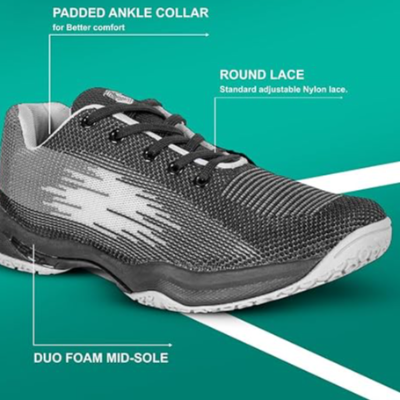 PADDED ANKLE COLLAR
for Better comfort
ROUND LACE
Standard adjustable Nylon lace.
DUO FOAM MID-SOLE